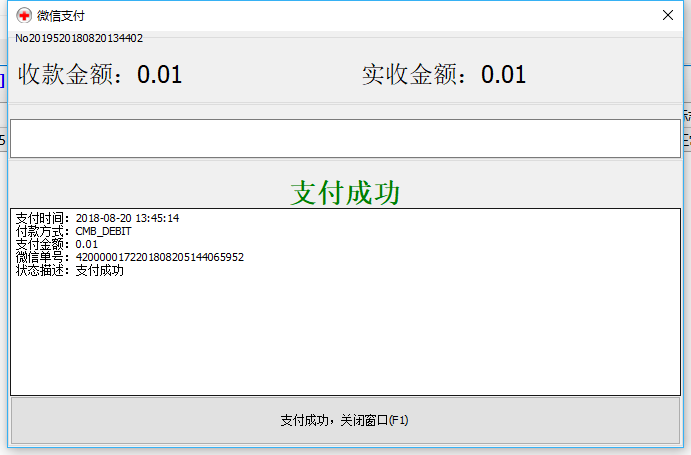 微信支付
No2019520180820134402
收款金额：0.01 实收金额：0.01
支付成功
支付时间：2018-08-20 13:45:14
付款方式：CMB_DEBIT
支付金额：0.01
微信单号：4200000172201808205144065952
状态描述：支付成功
支付成功，关闭窗口(F1)